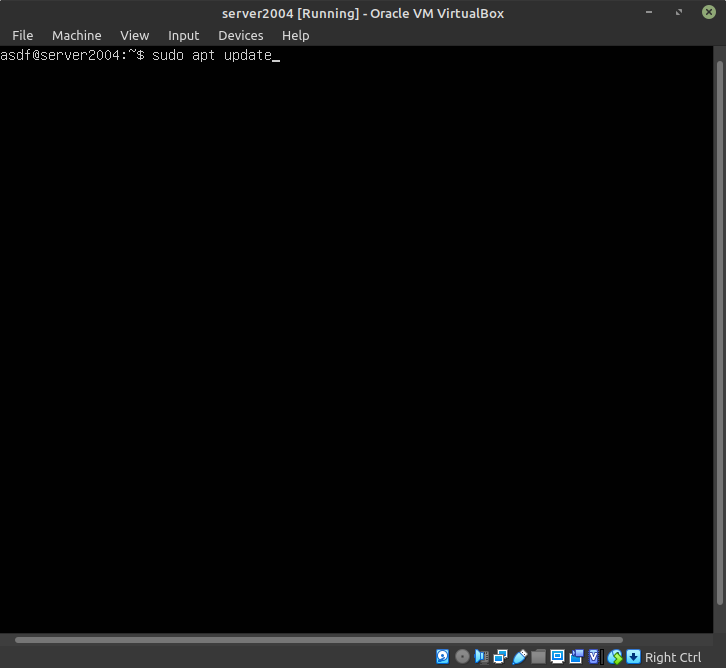 server2004 [Running] - Oracle VM VirtualBox
File Machine View Input Devices Help
asdf@server2004:~$ sudo apt update_
Right Ctrl